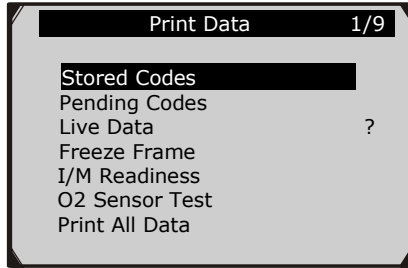 Print Data 1/9
Stored Codes
Pending Codes
Live Data ?
Freeze Frame
I/M Readiness
O2 Sensor Test
Print All Data